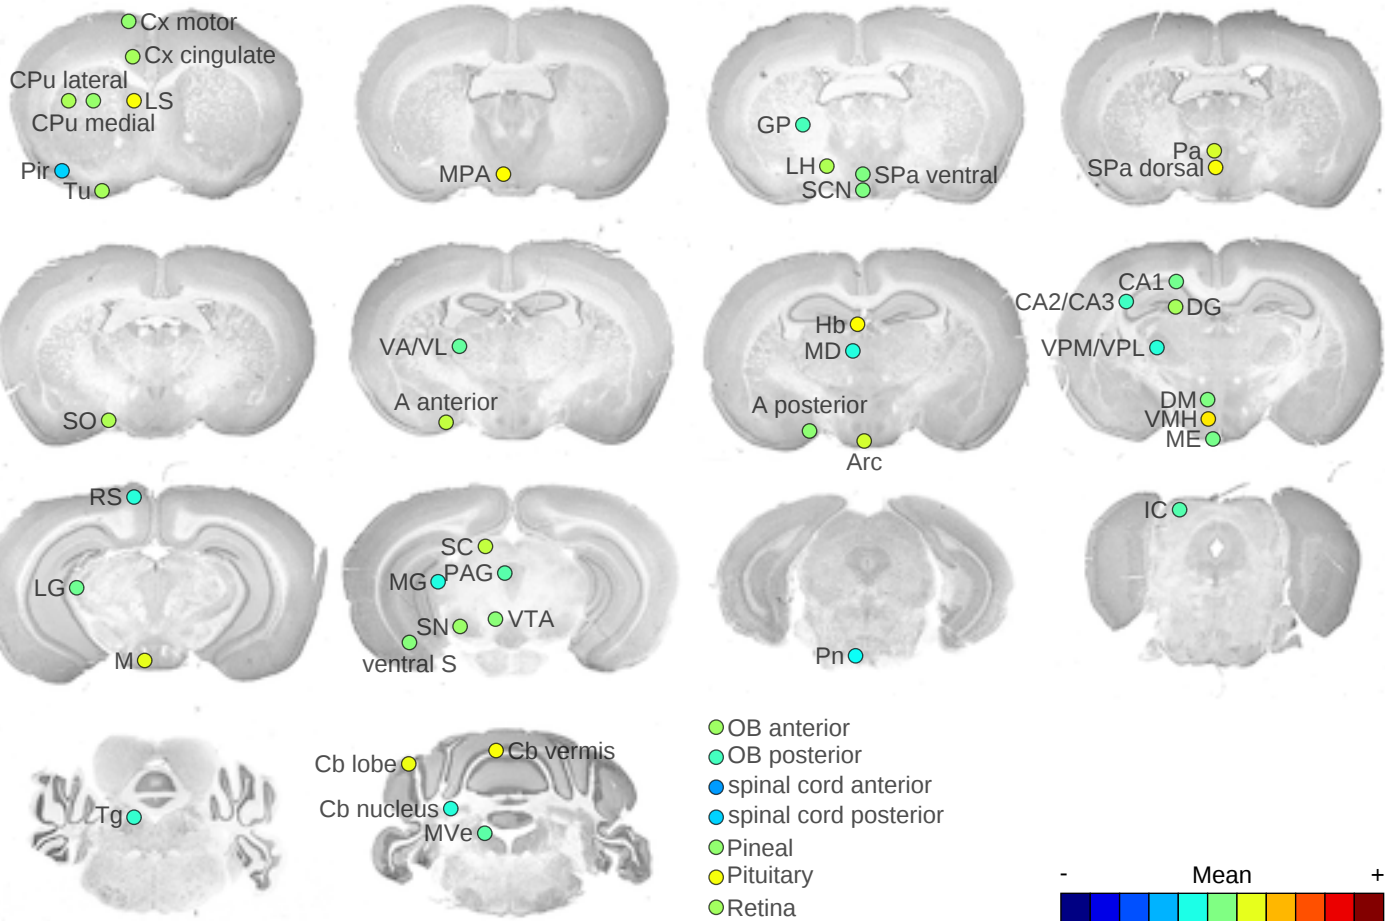 Cx motor
Cx cingulate
CPu lateral
LS
CPu medial
Pir
Tu
MPA
GP
LH
SPa ventral
SCN
Pa
SPa dorsal
SO
VA/VL
A anterior
Hb
MD
A posterior
Arc
CA1
CA2/CA3
DG
VPM/VPL
DM
VMH
ME
RS
LG
M
SC
MG
PAG
SN
VTA
ventral S
Pn
IC
Tg
Cb lobe
Cb vermis
Cb nucleus
MVe
OB anterior
OB posterior
spinal cord anterior
spinal cord posterior
Pineal
Pituitary
Retina
- Mean +